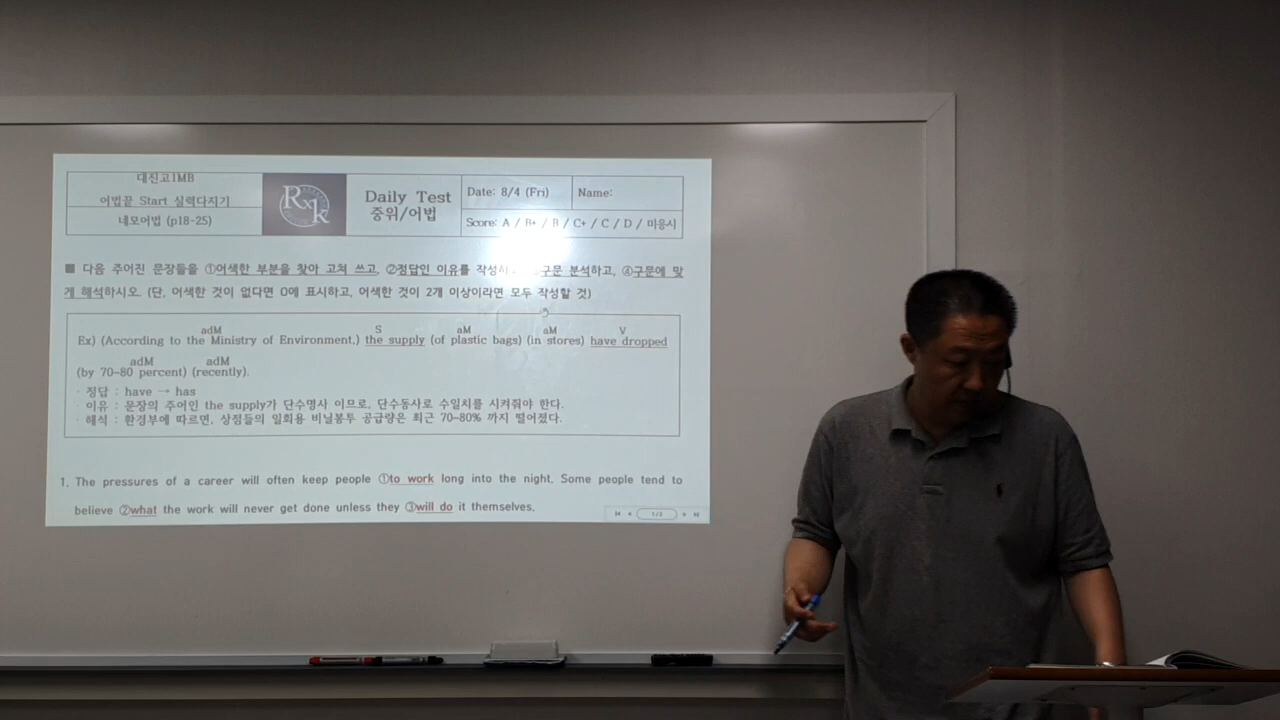 대진고1MB
어법끝 Start 실력다지기
네모어법 (p18-25)
RxK
Daily Test
중위/어법
Date: 8/4 (Fri)
Name:
Score: A / B+ / B / C+ / C / D / 미응시
■ 다음 주어진 문장들을 ①어색한 부분을 찾아 고쳐 쓰고, ②정답인 이유를 작성하 구문 분석하고, ④구문에 맞
게 해석하시오. (단, 어색한 것이 없다면 O에 표시하고, 어색한 것이 2개 이상이라면 모두 작성할 것)
adM S aM aM V
Ex) (According to the Ministry of Environment,) the supply (of plastic bags) (in stores) have dropped
adM adM
(by 70-80 percent) (recently).
· 정답 : have → has
· 이유 : 문장의 주어인 the supply가 단수명사 이므로, 단수동사로 수일치를 시켜줘야 한다.
· 해석 : 환경부에 따르면, 상점들의 일회용 비닐봉투 공급량은 최근 70-80% 까지 떨어졌다.
1. The pressures of a career will often keep people ①to work long into the night. Some people tend to
believe ②what the work will never get done unless they ③will do it themselves.
1/2